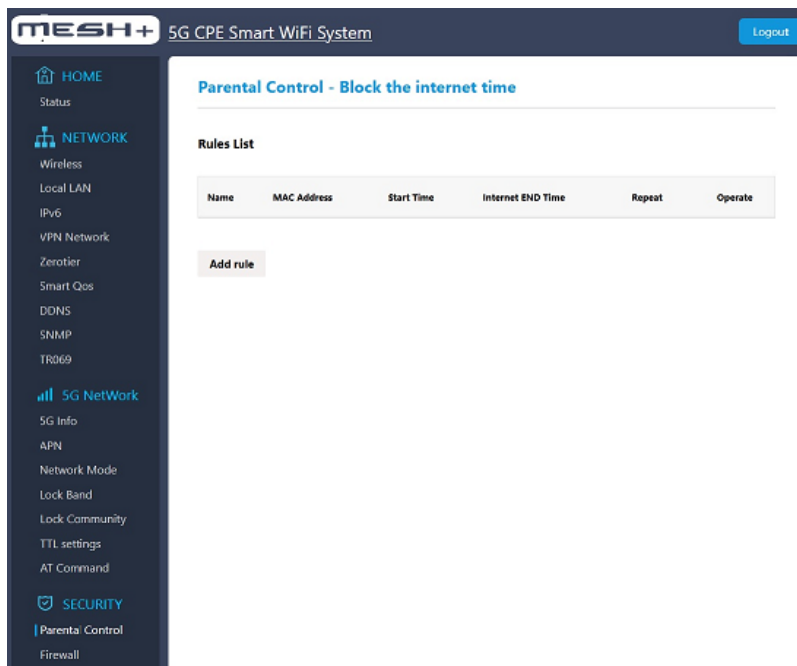 MESH+ 5G CPE Smart WiFi System
Logout
HOME
Status
NETWORK
Wireless
Local LAN
IPv6
VPN Network
Zerotier
Smart Qos
DDNS
SNMP
TR069
5G NetWork
5G Info
APN
Network Mode
Lock Band
Lock Community
TTL settings
AT Command
SECURITY
Parental Control
Firewall
Parental Control - Block the internet time
Rules List
Name MAC Address Start Time Internet END Time Repeat Operate
Add rule